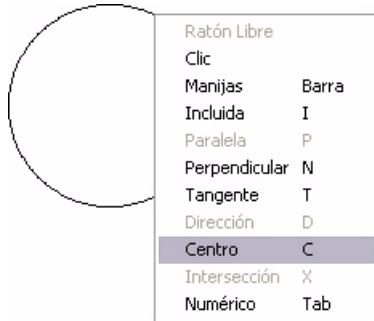 Ratón Libre
Clic
Manijas Barra
Incluida I
Paralela P
Perpendicular N
Tangente T
Dirección D
Centro C
Intersección X
Numérico Tab